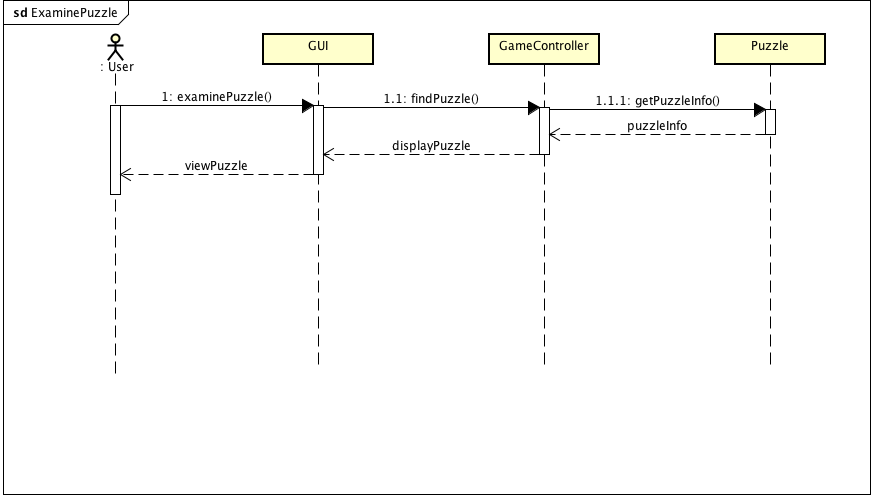 sd ExaminePuzzle
: User
GUI
GameController
Puzzle
1: examinePuzzle()
1.1: findPuzzle()
1.1.1: getPuzzleInfo()
puzzleInfo
displayPuzzle
viewPuzzle